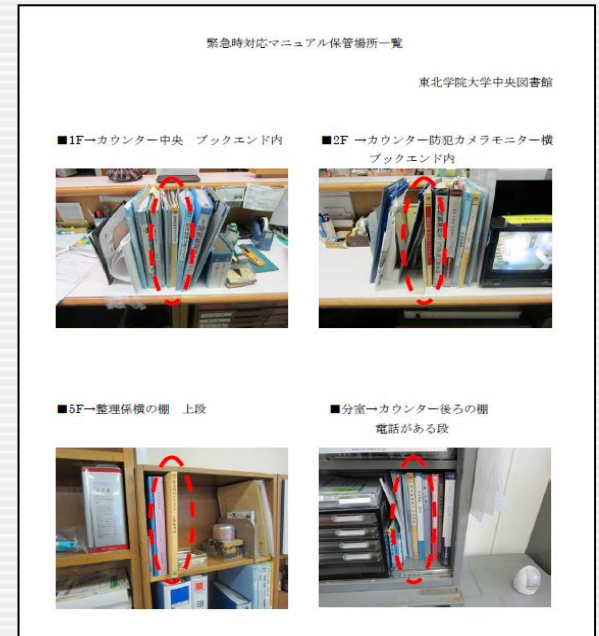 緊急時対応マニュアル保管場所一覧
東北学院大学中央図書館
■1F→カウンター中央　ブックエンド内
■2F →カウンター防犯カメラモニター横
ブックエンド内
■5F→整理係横の棚　上段
■分室→カウンター後ろの棚
電話がある段